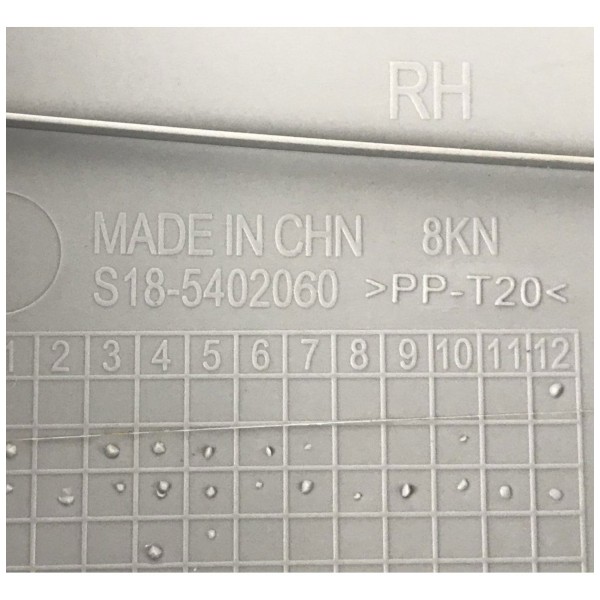 RH
MADE IN CHN 8KN
S18-5402060 >PP-T20<
1 2 3 4 5 6 7 8 9 10 11 12